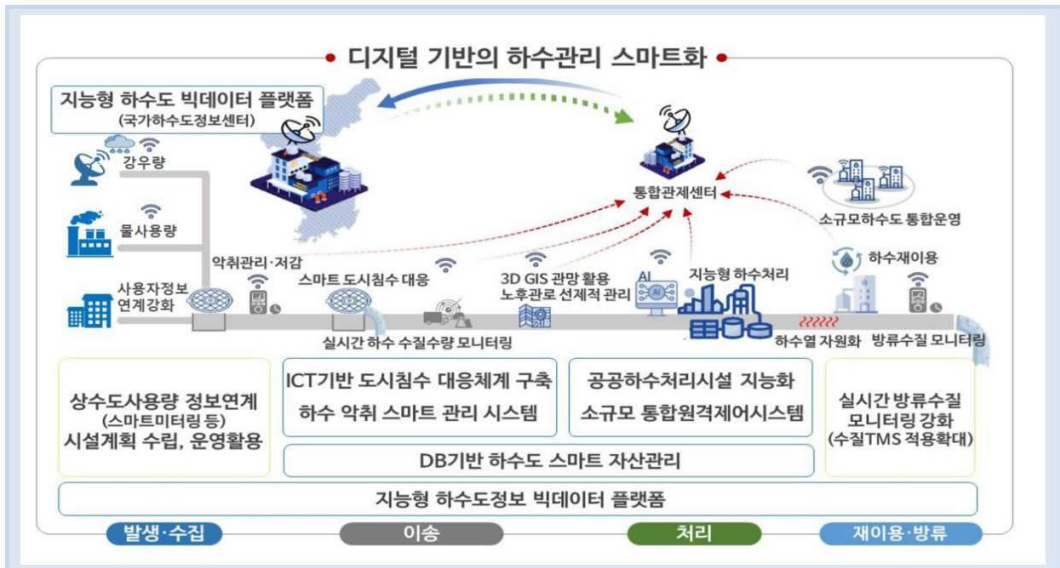 디지털 기반의 하수관리 스마트화
지능형 하수도 빅데이터 플랫폼
(국가하수도정보센터)
강우량
물사용량
사용자정보
연계강화
악취관리·저감
스마트 도시침수 대응
실시간 하수 수질수량 모니터링
3D GIS 관망 활용
노후관로 선제적 관리
AI
AI
지능형 하수처리
통합관제센터
소규모하수도 통합운영
하수재이용
하수열 자원화
방류수질 모니터링
상수도사용량 정보연계
(스마트미터링 등)
시설계획 수립, 운영활용
ICT기반 도시침수 대응체계 구축
하수 악취 스마트 관리 시스템
공공하수처리시설 지능화
소규모 통합원격제어시스템
실시간 방류수질
모니터링 강화
(수질TMS 적용확대)
DB기반 하수도 스마트 자산관리
지능형 하수도정보 빅데이터 플랫폼
발생·수집
이송
처리
재이용·방류